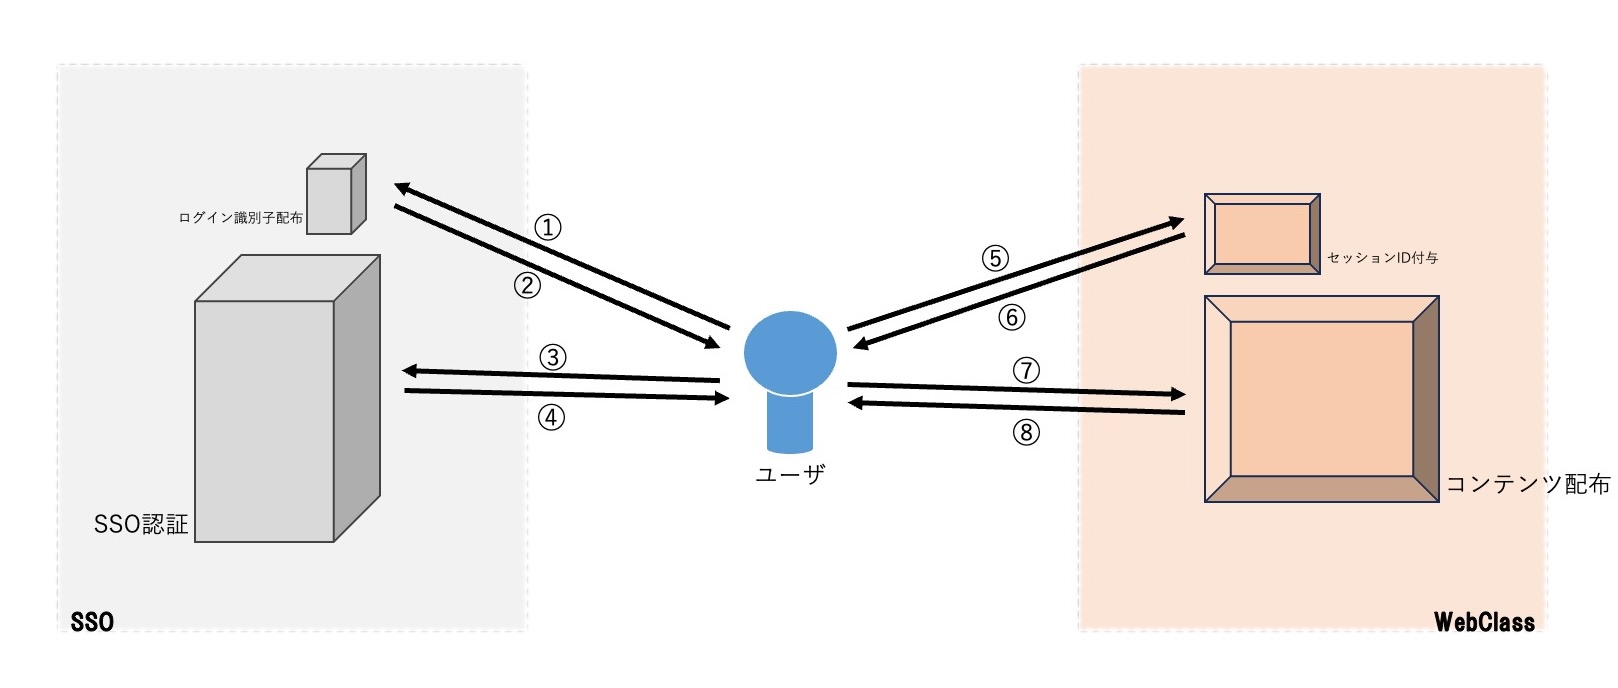 ログイン識別子配布
①
②
⑤
セッションID付与
⑥
③
④
⑦
⑧
ユーザ
コンテンツ配布
SSO認証
SSO
WebClass